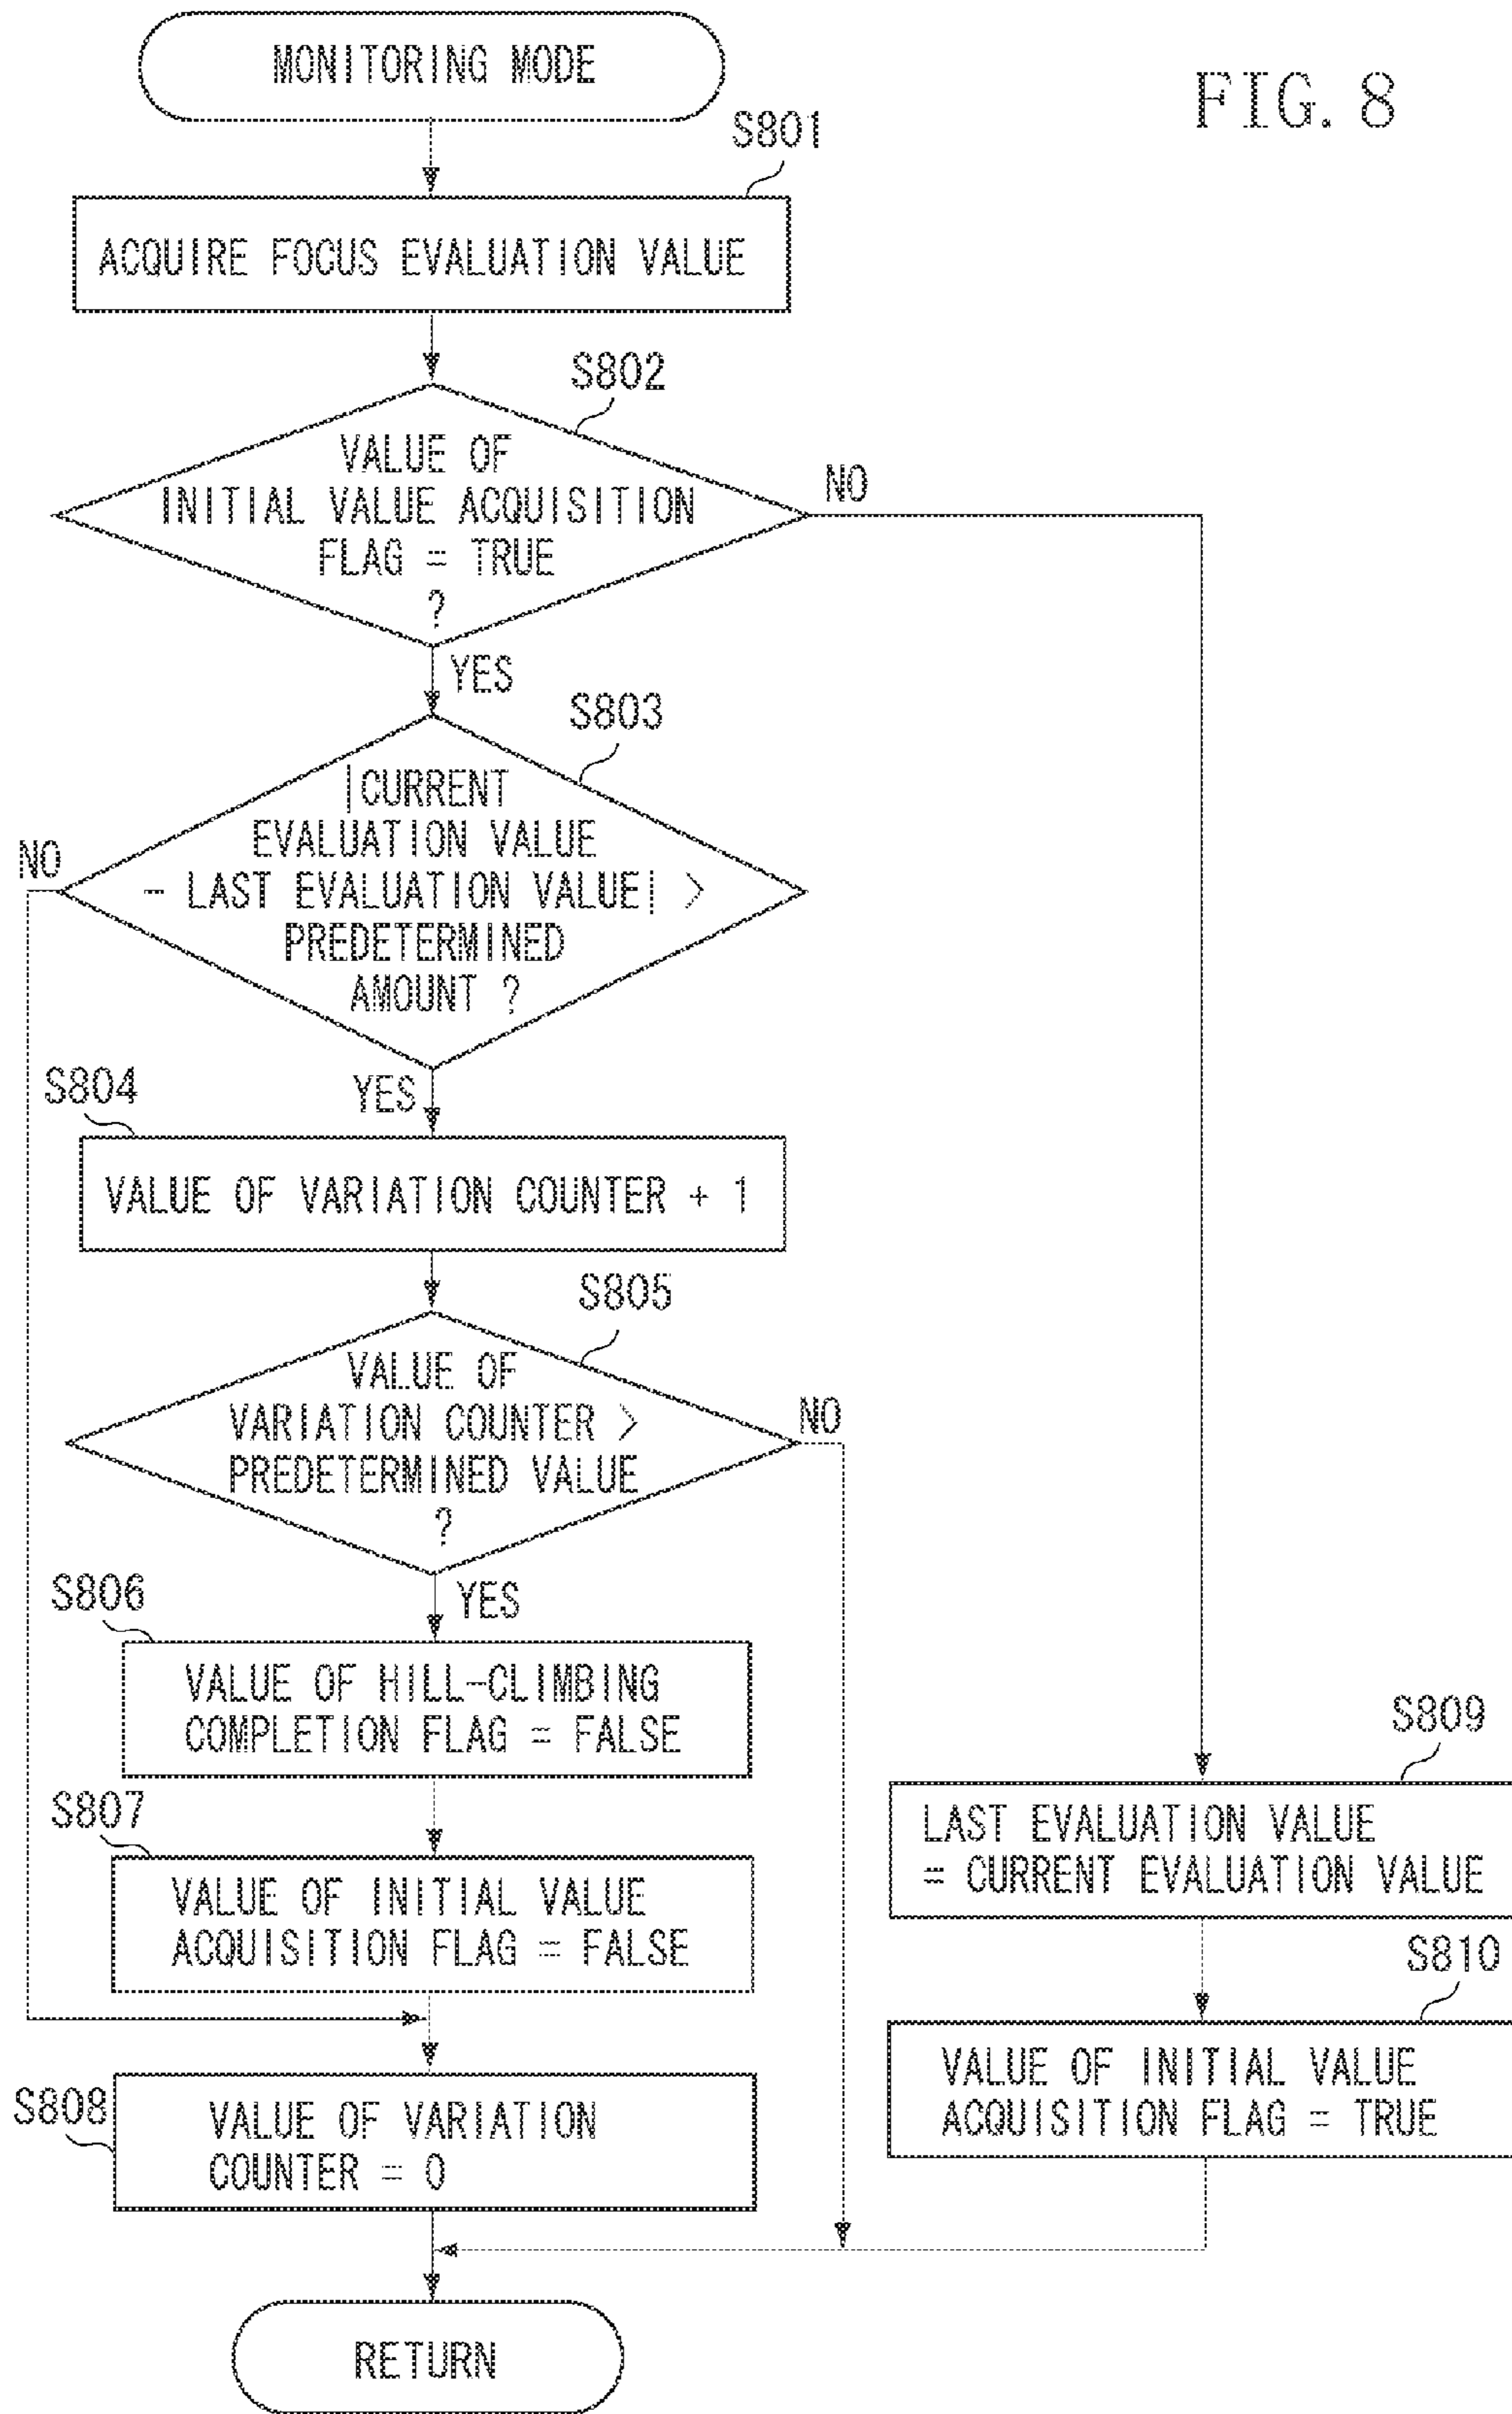 FIG. 8
MONITORING MODE
S801
ACQUIRE FOCUS EVALUATION VALUE
S802
VALUE OF
INITIAL VALUE ACQUISITION
FLAG = TRUE
?
NO
YES
S803
|CURRENT
EVALUATION VALUE
- LAST EVALUATION VALUE| >
PREDETERMINED
AMOUNT ?
NO
YES
S804
VALUE OF VARIATION COUNTER + 1
S805
VALUE OF
VARIATION COUNTER >
PREDETERMINED VALUE
?
NO
YES
S806
VALUE OF HILL-CLIMBING
COMPLETION FLAG = FALSE
S807
VALUE OF INITIAL VALUE
ACQUISITION FLAG = FALSE
S808
VALUE OF VARIATION
COUNTER = 0
S809
LAST EVALUATION VALUE
= CURRENT EVALUATION VALUE
S810
VALUE OF INITIAL VALUE
ACQUISITION FLAG = TRUE
RETURN